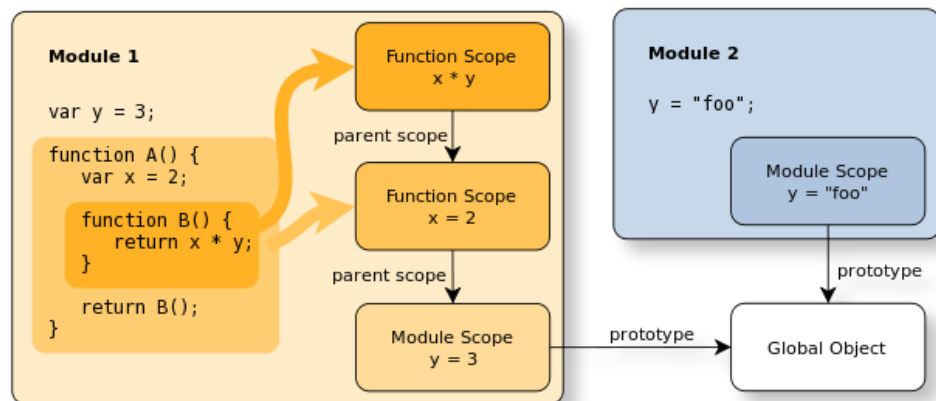 Module 1
var y = 3;
function A() {
var x = 2;
function B() {
return x * y;
}
return B();
}
Function Scope
x * y
parent scope
Function Scope
x = 2
parent scope
Module Scope
y = 3
prototype
Module 2
y = "foo";
Module Scope
y = "foo"
prototype
Global Object